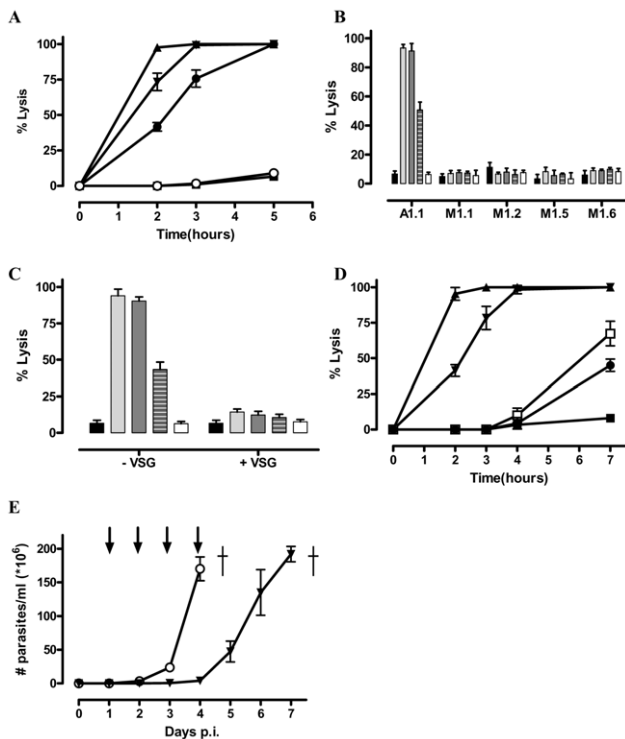 A
B
% Lysis
100
75
50
25
0
0 1 2 3 4 5 6
Time(hours)
% Lysis
100
80
60
40
20
0
A1.1 M1.1 M1.2 M1.5 M1.6
C
D
% Lysis
100
75
50
25
0
- VSG + VSG
% Lysis
100
75
50
25
0
0 1 2 3 4 5 6 7
Time(hours)
E
# parasites/ml (*10⁶)
200
150
100
50
0
0 1 2 3 4 5 6 7
Days p.i.